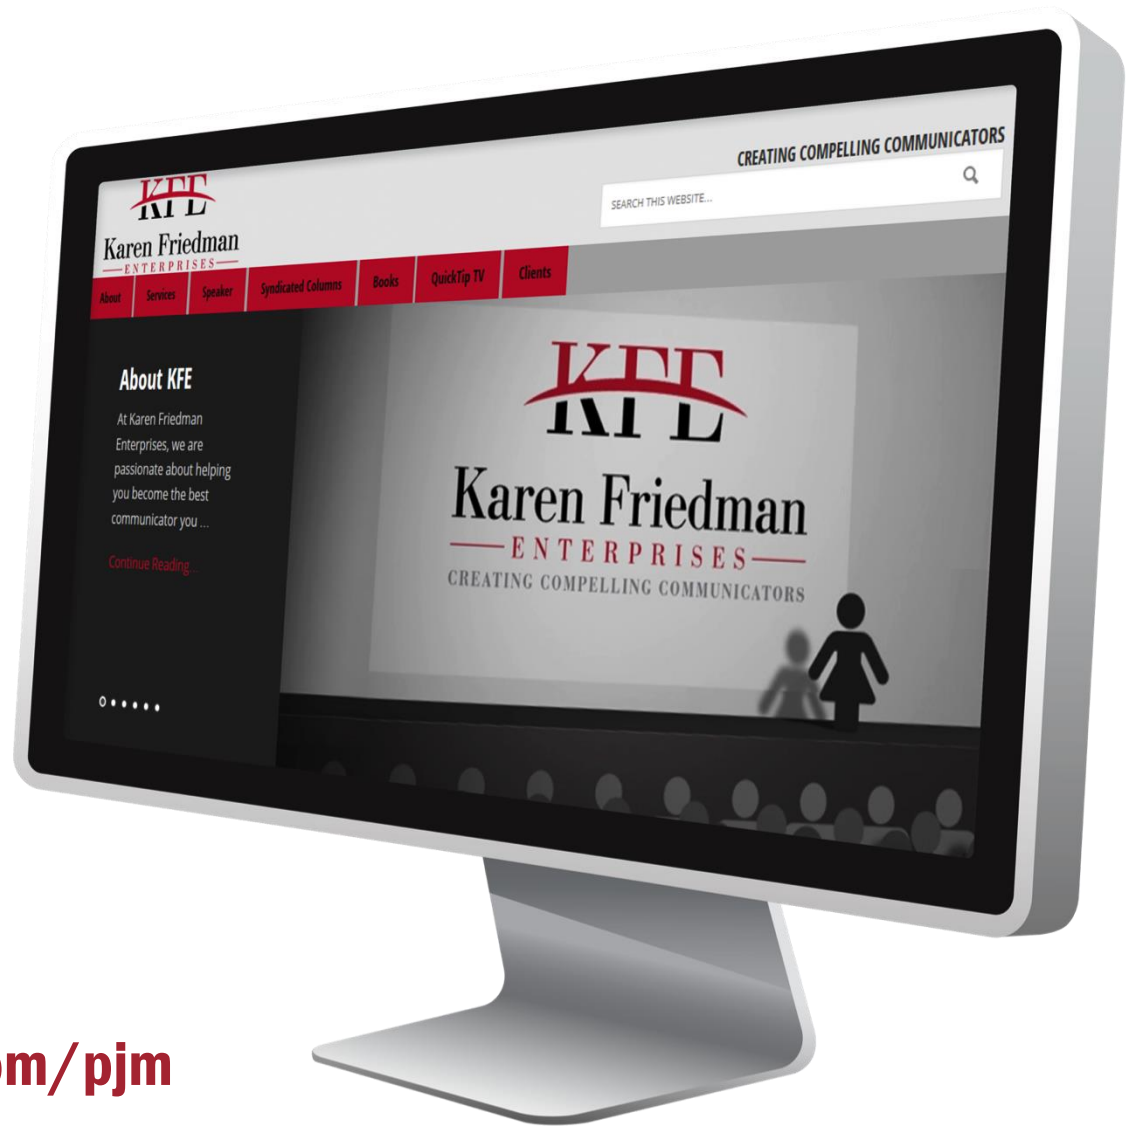 CREATING COMPELLING COMMUNICATORS
KFE
SEARCH THIS WEBSITE...
Karen Friedman
ENTERPRISES
About Services Speaker Syndicated Columns Books QuickTip TV Clients
About KFE
At Karen Friedman
Enterprises, we are
passionate about helping
you become the best
communicator you ...
Continue Reading...
KFE
Karen Friedman
ENTERPRISES
CREATING COMPELLING COMMUNICATORS
om/pjm